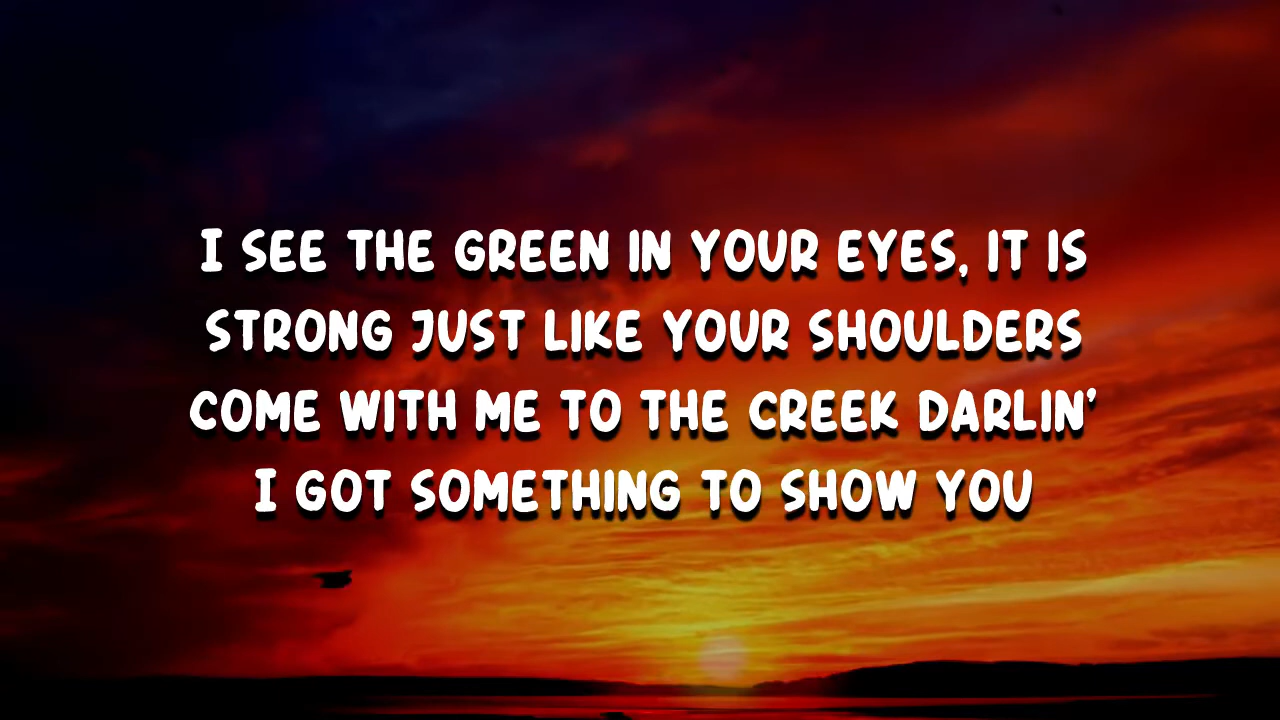 I SEE THE GREEN IN YOUR EYES, IT IS
STRONG JUST LIKE YOUR SHOULDERS
COME WITH ME TO THE CREEK DARLIN'
I GOT SOMETHING TO SHOW YOU